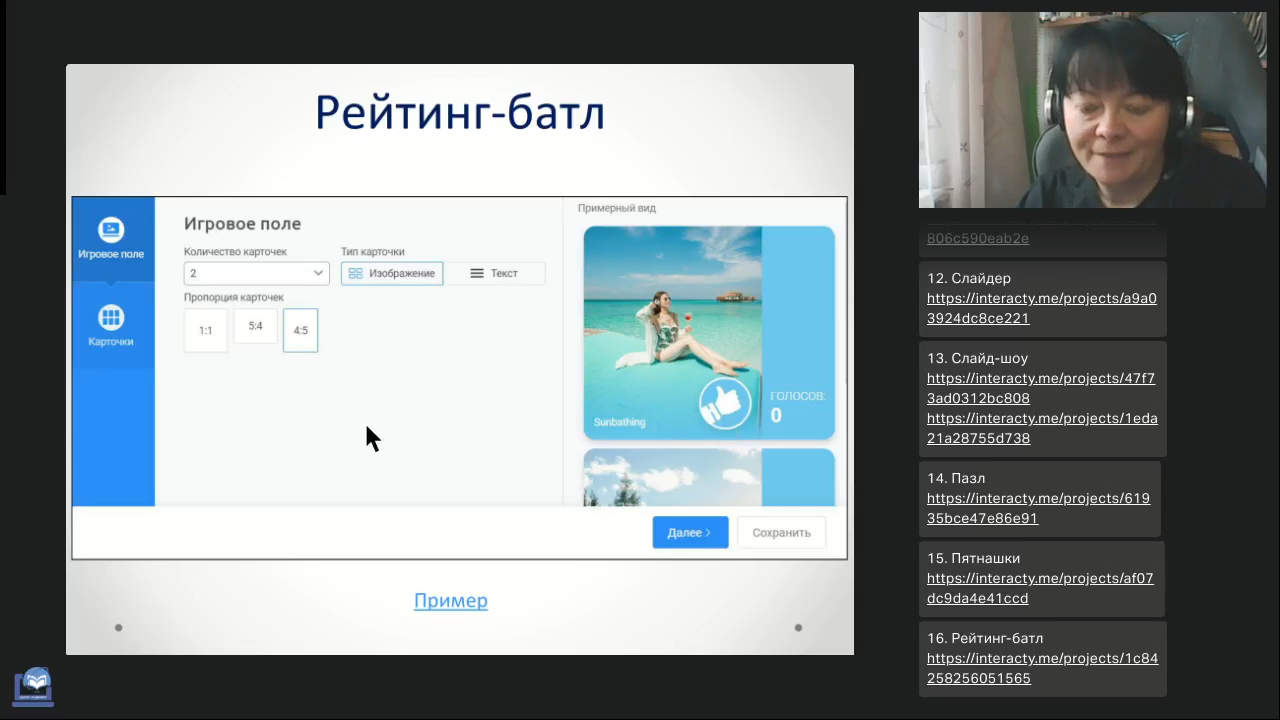 Рейтинг-батл
Игровое поле
Карточки
Игровое поле
Количество карточек
Тип карточки
2
Изображение
Текст
Пропорция карточек
1:1
5:4
4:5
Примерный вид
Sunbathing
ГОЛОСОВ:
0
Далее >
Сохранить
Пример
806c590eab2e
12. Слайдер
https://interacty.me/projects/a9a0
3924dc8ce221
13. Слайд-шоу
https://interacty.me/projects/47f7
3ad0312bc808
https://interacty.me/projects/1eda
21a28755d738
14. Пазл
https://interacty.me/projects/619
35bce47e86e91
15. Пятнашки
https://interacty.me/projects/af07
dc9da4e41ccd
16. Рейтинг-батл
https://interacty.me/projects/1c84
258256051565